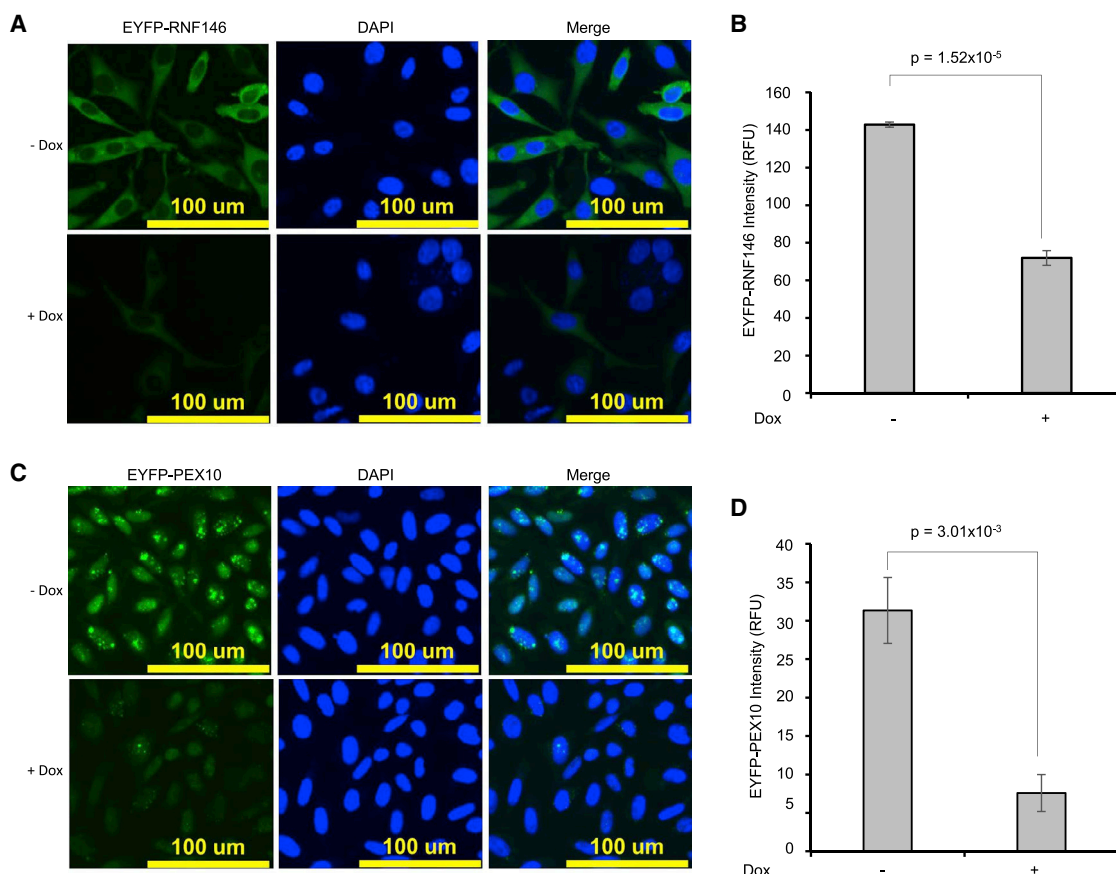 A
EYFP-RNF146 DAPI Merge
- Dox
100 um 100 um 100 um
+ Dox
100 um 100 um 100 um
B
p = 1.52x10⁻⁵
EYFP-RNF146 Intensity (RFU)
160
140
120
100
80
60
40
20
0
Dox - +
C
EYFP-PEX10 DAPI Merge
- Dox
100 um 100 um 100 um
+ Dox
100 um 100 um 100 um
D
p = 3.01x10⁻³
EYFP-PEX10 Intensity (RFU)
40
35
30
25
20
15
10
5
0
Dox - +